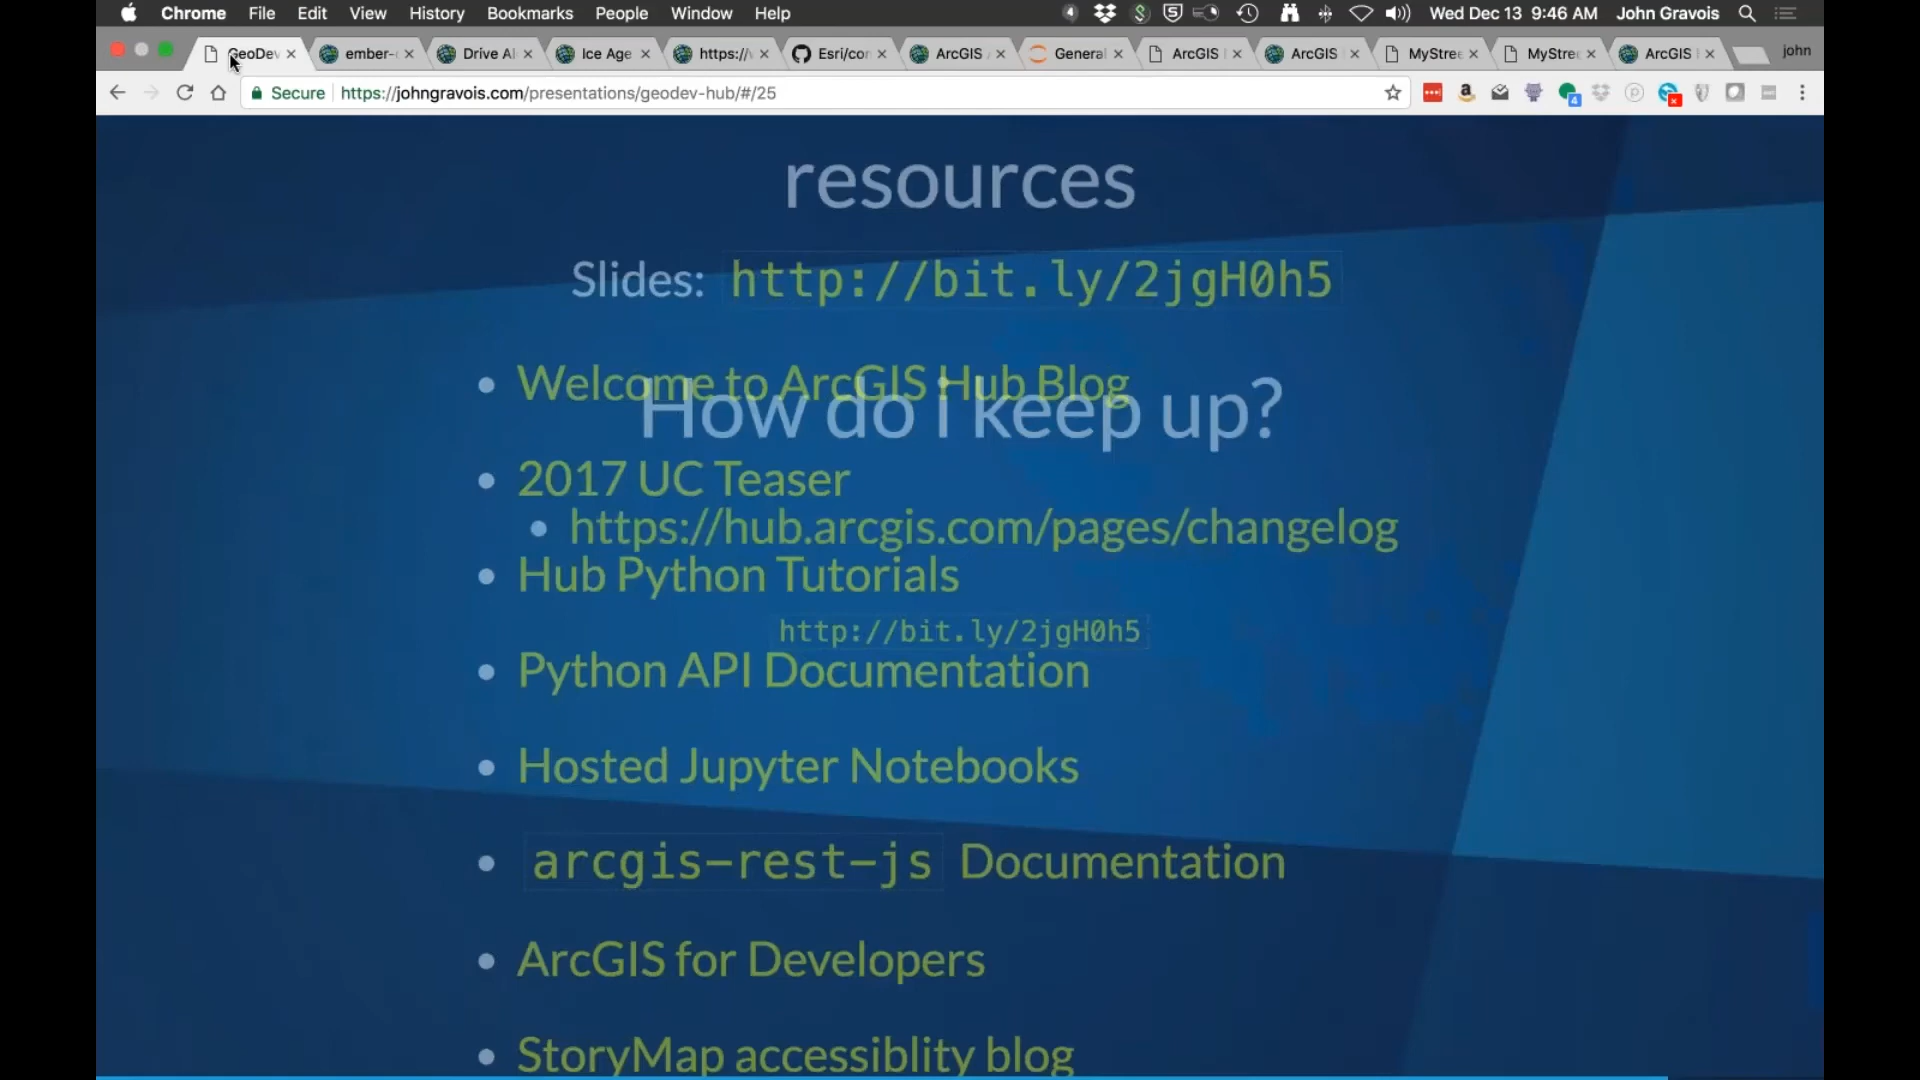 Chrome File Edit View History Bookmarks People Window Help Wed Dec 13 9:46 AM John Gravois
GeoDev ember- Drive Al Ice Age https:// Esri/cor ArcGIS General ArcGIS ArcGIS MyStree MyStree ArcGIS john
Secure https://johngravois.com/presentations/geodev-hub/#/25
resources
Slides: http://bit.ly/2jgH0h5
Welcome to ArcGIS Hub Blog
How do i keep up?
2017 UC Teaser
https://hub.arcgis.com/pages/changelog
Hub Python Tutorials
http://bit.ly/2jgH0h5
Python API Documentation
Hosted Jupyter Notebooks
arcgis-rest-js Documentation
ArcGIS for Developers
StoryMap accessiblity blog